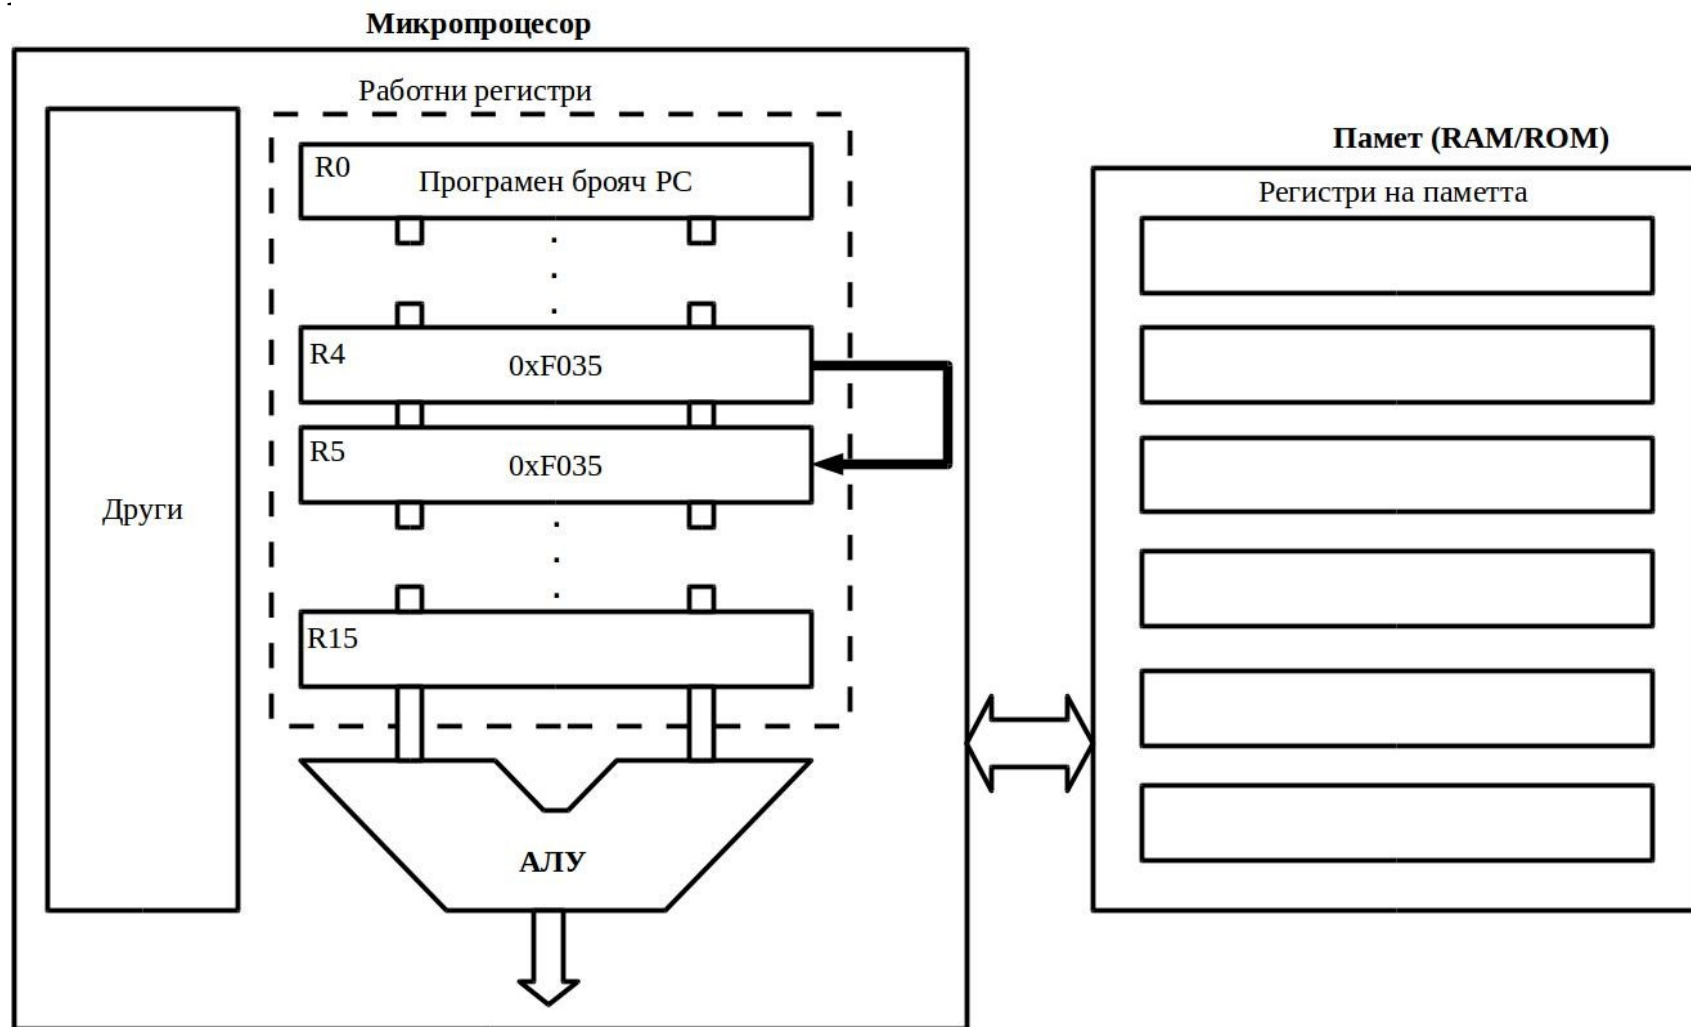 Микропроцесор
Работни регистри
R0
Програмен брояч PC
R4
0xF035
R5
0xF035
R15
Други
АЛУ
Памет (RAM/ROM)
Регистри на паметта